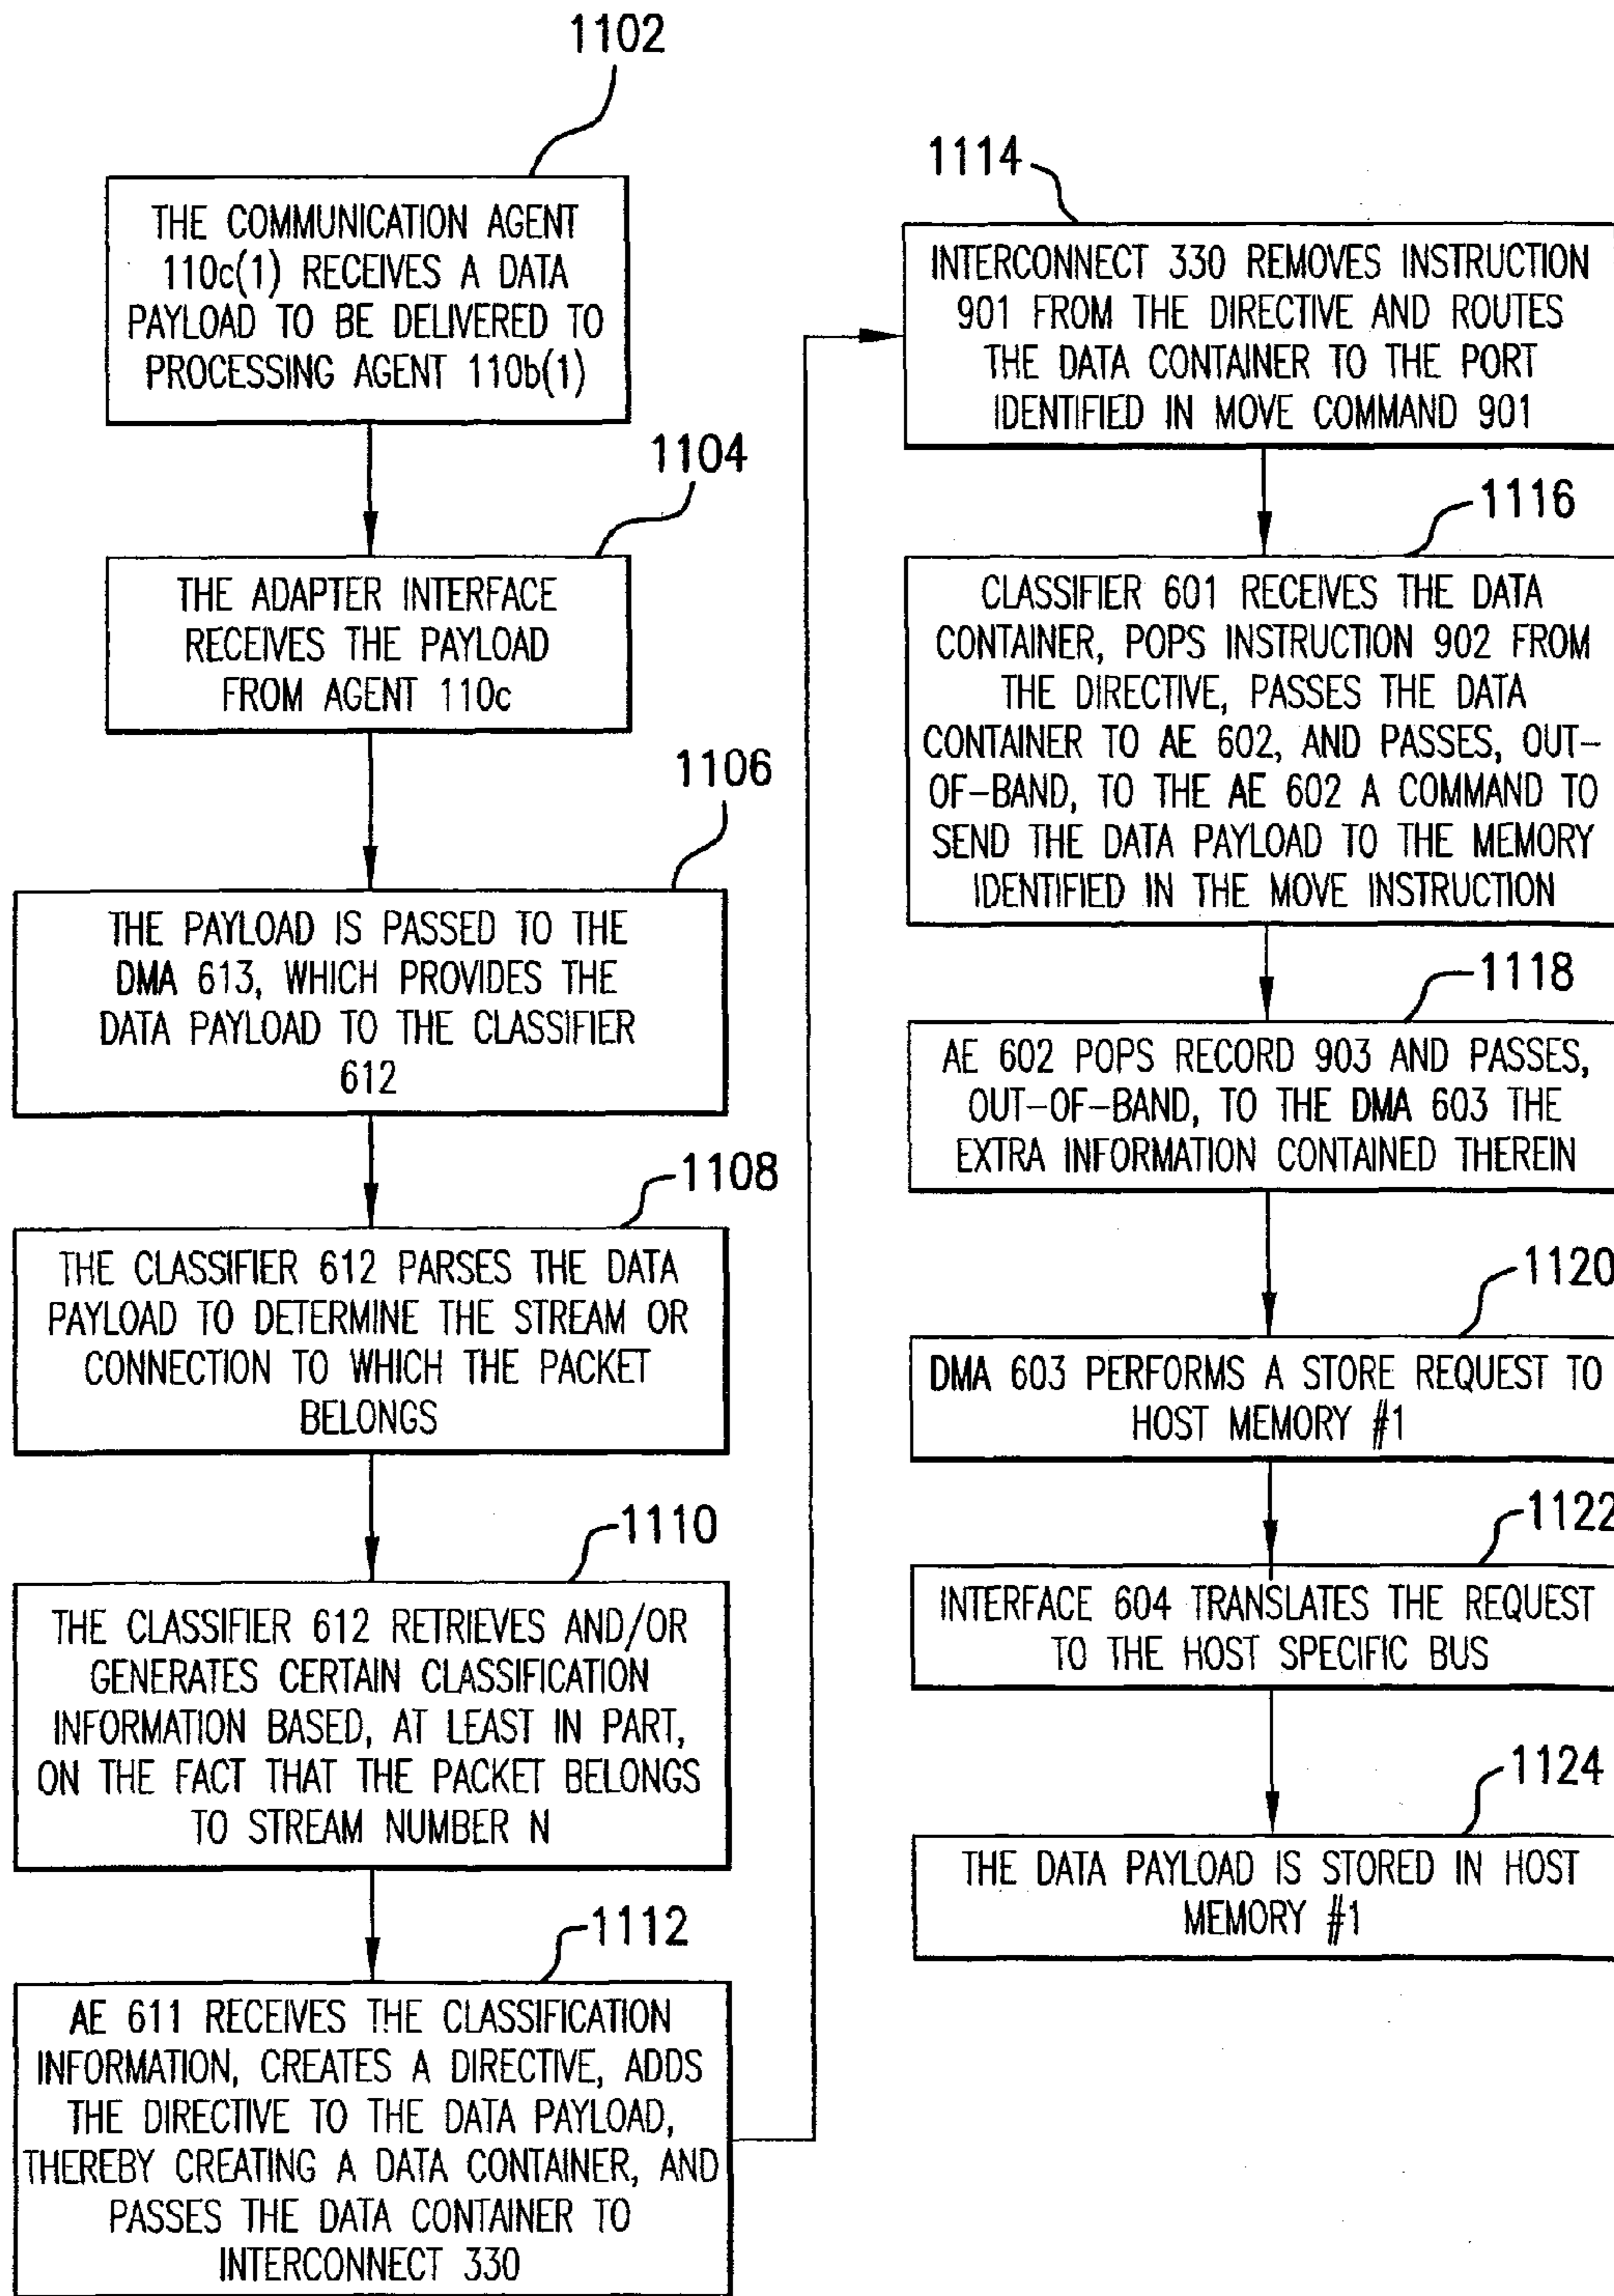 1102
THE COMMUNICATION AGENT
110c(1) RECEIVES A DATA
PAYLOAD TO BE DELIVERED TO
PROCESSING AGENT 110b(1)
1104
THE ADAPTER INTERFACE
RECEIVES THE PAYLOAD
FROM AGENT 110c
1106
THE PAYLOAD IS PASSED TO THE
DMA 613, WHICH PROVIDES THE
DATA PAYLOAD TO THE CLASSIFIER
612
1108
THE CLASSIFIER 612 PARSES THE DATA
PAYLOAD TO DETERMINE THE STREAM OR
CONNECTION TO WHICH THE PACKET
BELONGS
1110
THE CLASSIFIER 612 RETRIEVES AND/OR
GENERATES CERTAIN CLASSIFICATION
INFORMATION BASED, AT LEAST IN PART,
ON THE FACT THAT THE PACKET BELONGS
TO STREAM NUMBER N
1112
AE 611 RECEIVES THE CLASSIFICATION
INFORMATION, CREATES A DIRECTIVE, ADDS
THE DIRECTIVE TO THE DATA PAYLOAD,
THEREBY CREATING A DATA CONTAINER, AND
PASSES THE DATA CONTAINER TO
INTERCONNECT 330
1114
INTERCONNECT 330 REMOVES INSTRUCTION
901 FROM THE DIRECTIVE AND ROUTES
THE DATA CONTAINER TO THE PORT
IDENTIFIED IN MOVE COMMAND 901
1116
CLASSIFIER 601 RECEIVES THE DATA
CONTAINER, POPS INSTRUCTION 902 FROM
THE DIRECTIVE, PASSES THE DATA
CONTAINER TO AE 602, AND PASSES, OUT-
OF-BAND, TO THE AE 602 A COMMAND TO
SEND THE DATA PAYLOAD TO THE MEMORY
IDENTIFIED IN THE MOVE INSTRUCTION
1118
AE 602 POPS RECORD 903 AND PASSES,
OUT-OF-BAND, TO THE DMA 603 THE
EXTRA INFORMATION CONTAINED THEREIN
1120
DMA 603 PERFORMS A STORE REQUEST TO
HOST MEMORY #1
1122
INTERFACE 604 TRANSLATES THE REQUEST
TO THE HOST SPECIFIC BUS
1124
THE DATA PAYLOAD IS STORED IN HOST
MEMORY #1